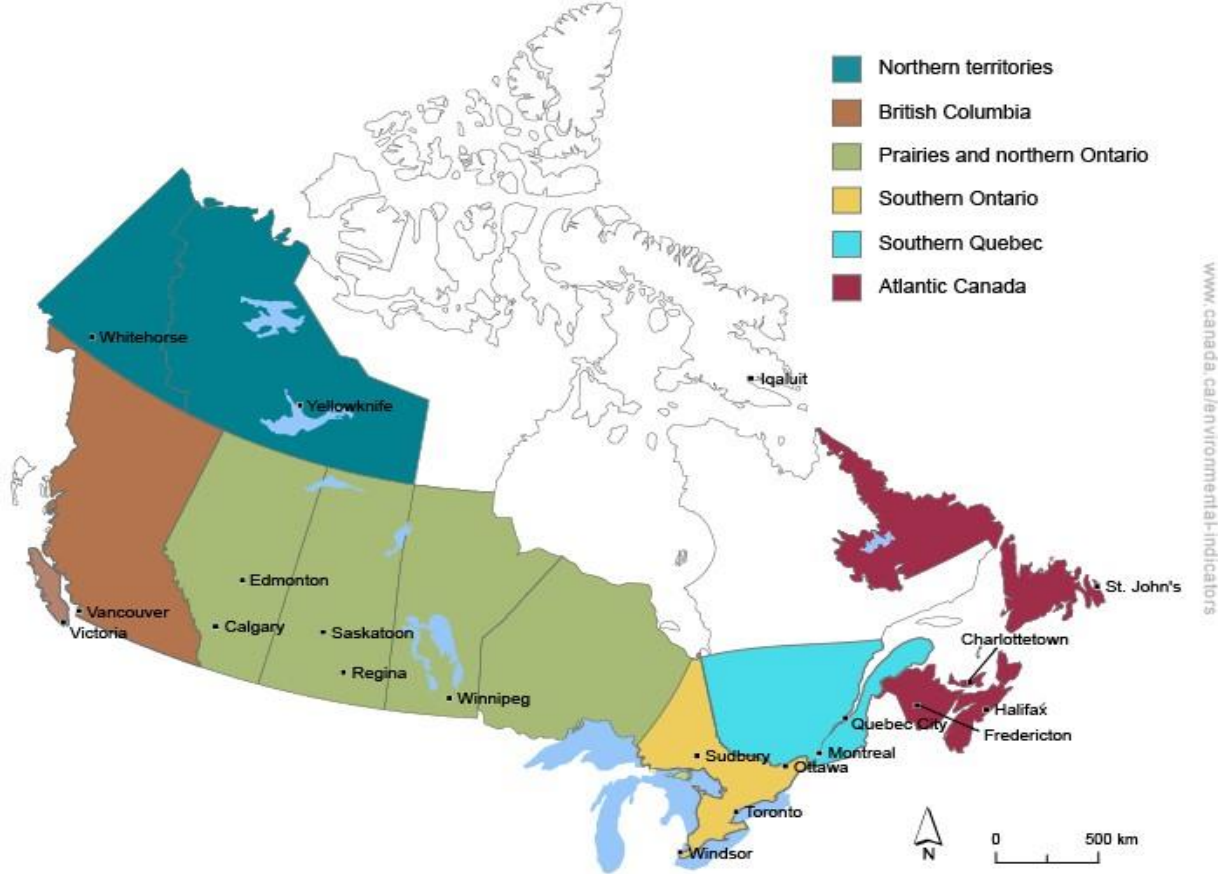 Northern territories
British Columbia
Prairies and northern Ontario
Southern Ontario
Southern Quebec
Atlantic Canada
www.canada.ca/environmental-indicators
Whitehorse
Iqaluit
Yellowknife
Edmonton
St. John's
Vancouver
Victoria
Calgary
Saskatoon
Charlottetown
Regina
Winnipeg
Halifax
Quebec City
Fredericton
Sudbury
Montreal
Ottawa
Toronto
Windsor
N
0 500 km